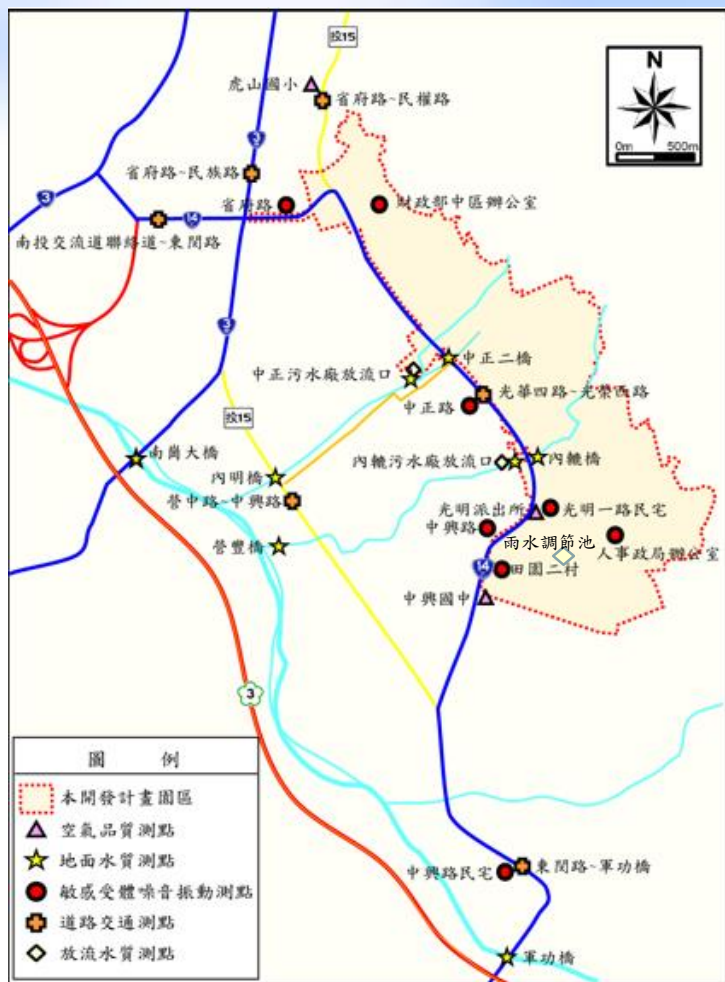 投15
N
0m 500m
虎山國小
省府路~民權路
3
省府路~民族路
3
14
省府路
財政部中區辦公室
南投交流道聯絡道~東閔路
3
中正二橋
中正污水廠放流口
光華四路~光榮西路
中正路
投15
南崗大橋
內轆污水廠放流口
內轆橋
內明橋
營中路~中興路
光明派出所
光明一路民宅
中興路
雨水調節池
人事政局辦公室
營豐橋
14
田園二村
中興國中
3
圖 例
本開發計畫園區
空氣品質測點
地面水質測點
敏感受體噪音振動測點
道路交通測點
放流水質測點
中興路民宅
東閔路~軍功橋
軍功橋